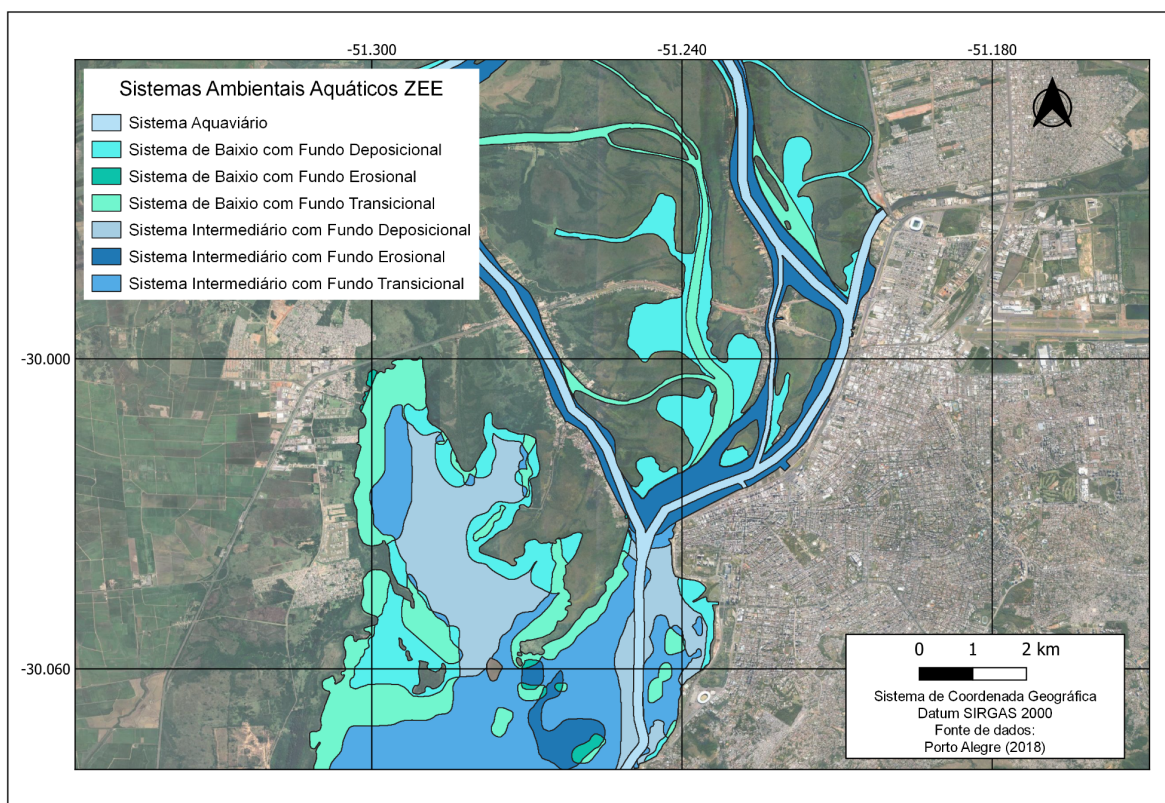 -51.300
-51.240
-51.180
Sistemas Ambientais Aquáticos ZEE
Sistema Aquaviário
Sistema de Baixio com Fundo Deposicional
Sistema de Baixio com Fundo Erosional
Sistema de Baixio com Fundo Transicional
Sistema Intermediário com Fundo Deposicional
Sistema Intermediário com Fundo Erosional
Sistema Intermediário com Fundo Transicional
-30.000
-30.060
0 1 2 km
Sistema de Coordenada Geográfica
Datum SIRGAS 2000
Fonte de dados:
Porto Alegre (2018)